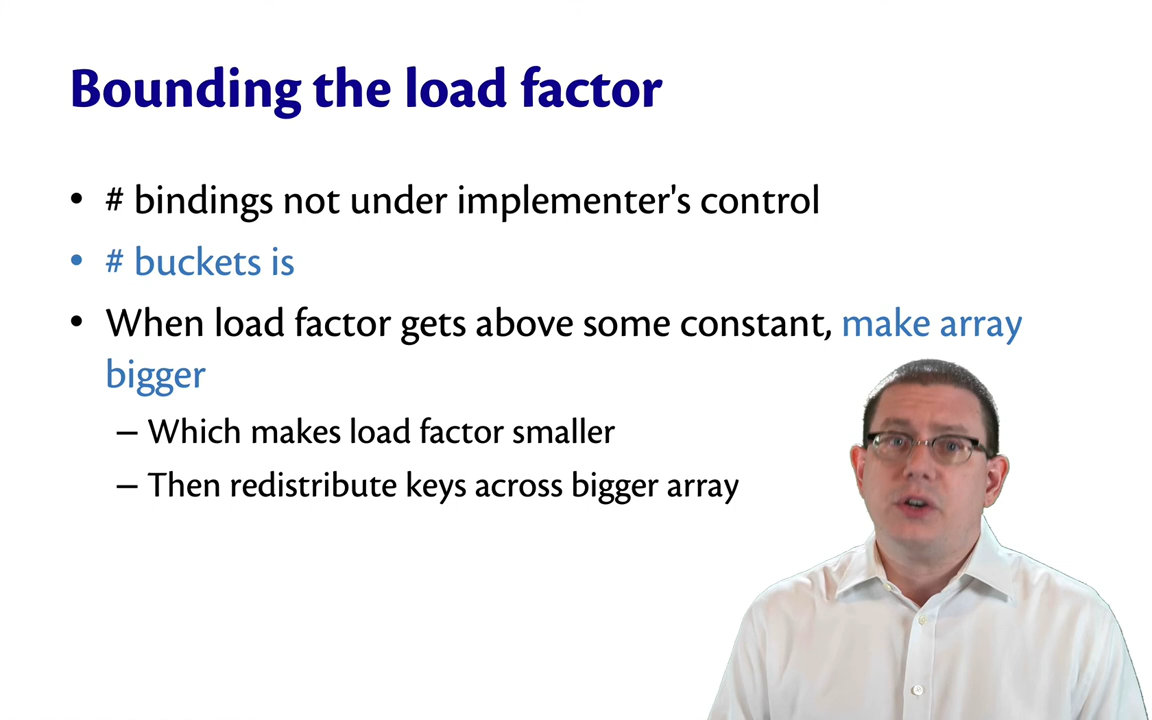 Bounding the load factor
• # bindings not under implementer's control
• # buckets is
• When load factor gets above some constant, make array
bigger
– Which makes load factor smaller
– Then redistribute keys across bigger array